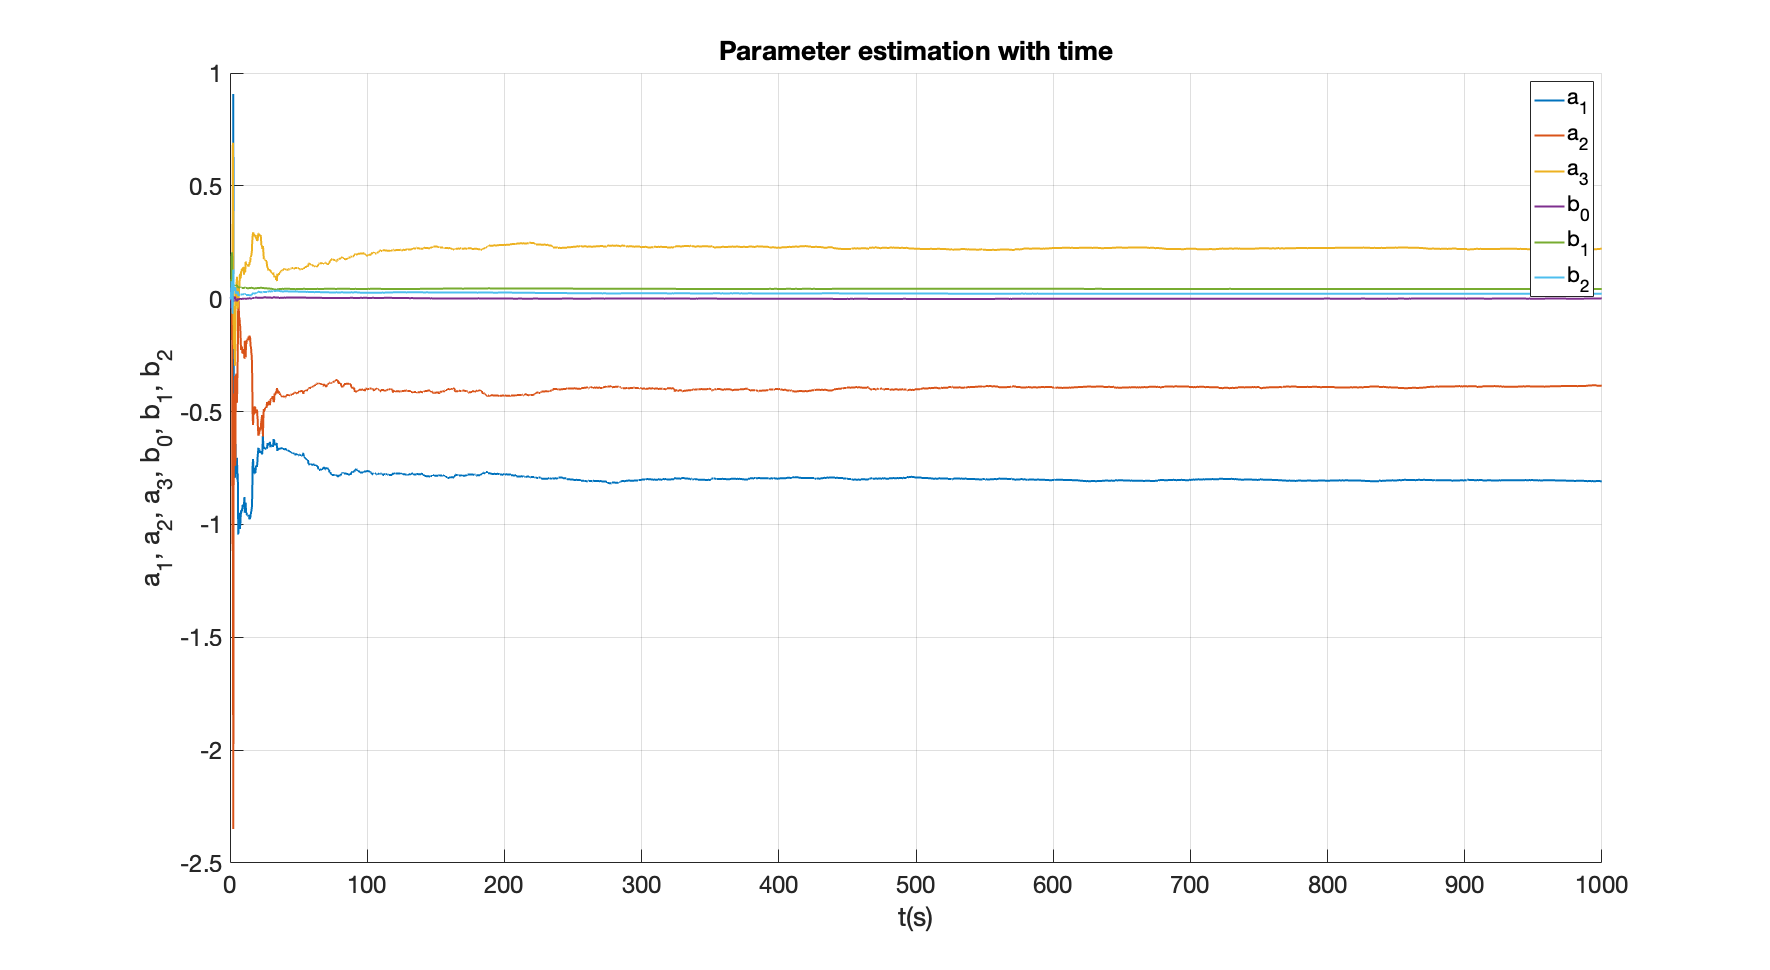 Parameter estimation with time
1
0.5
0
-0.5
-1
-1.5
-2
-2.5
a1, a2, a3, b0, b1, b2
a1
a2
a3
b0
b1
b2
0 100 200 300 400 500 600 700 800 900 1000
t(s)